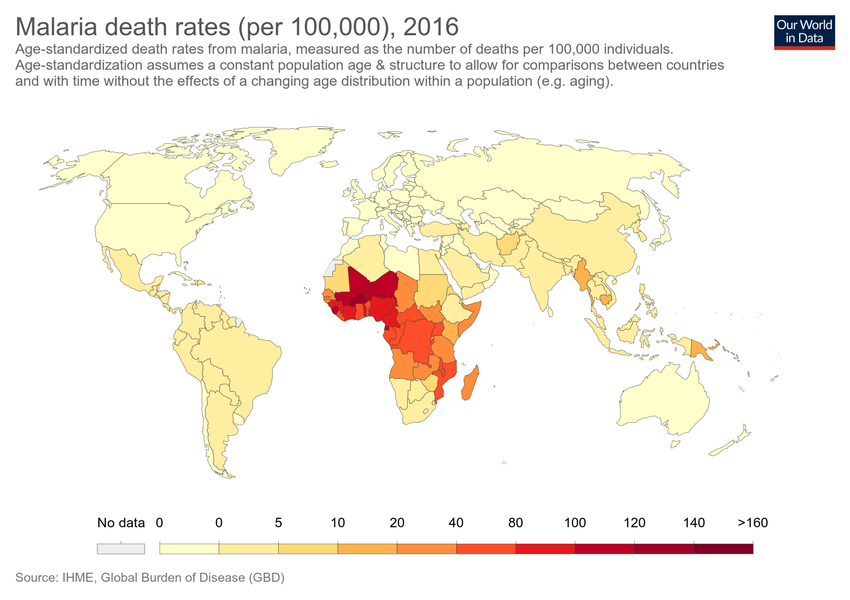 Malaria death rates (per 100,000), 2016
Our World
in Data
Age-standardized death rates from malaria, measured as the number of deaths per 100,000 individuals.
Age-standardization assumes a constant population age & structure to allow for comparisons between countries
and with time without the effects of a changing age distribution within a population (e.g. aging).
No data 0 0 5 10 20 40 80 100 120 140 >160
Source: IHME, Global Burden of Disease (GBD)